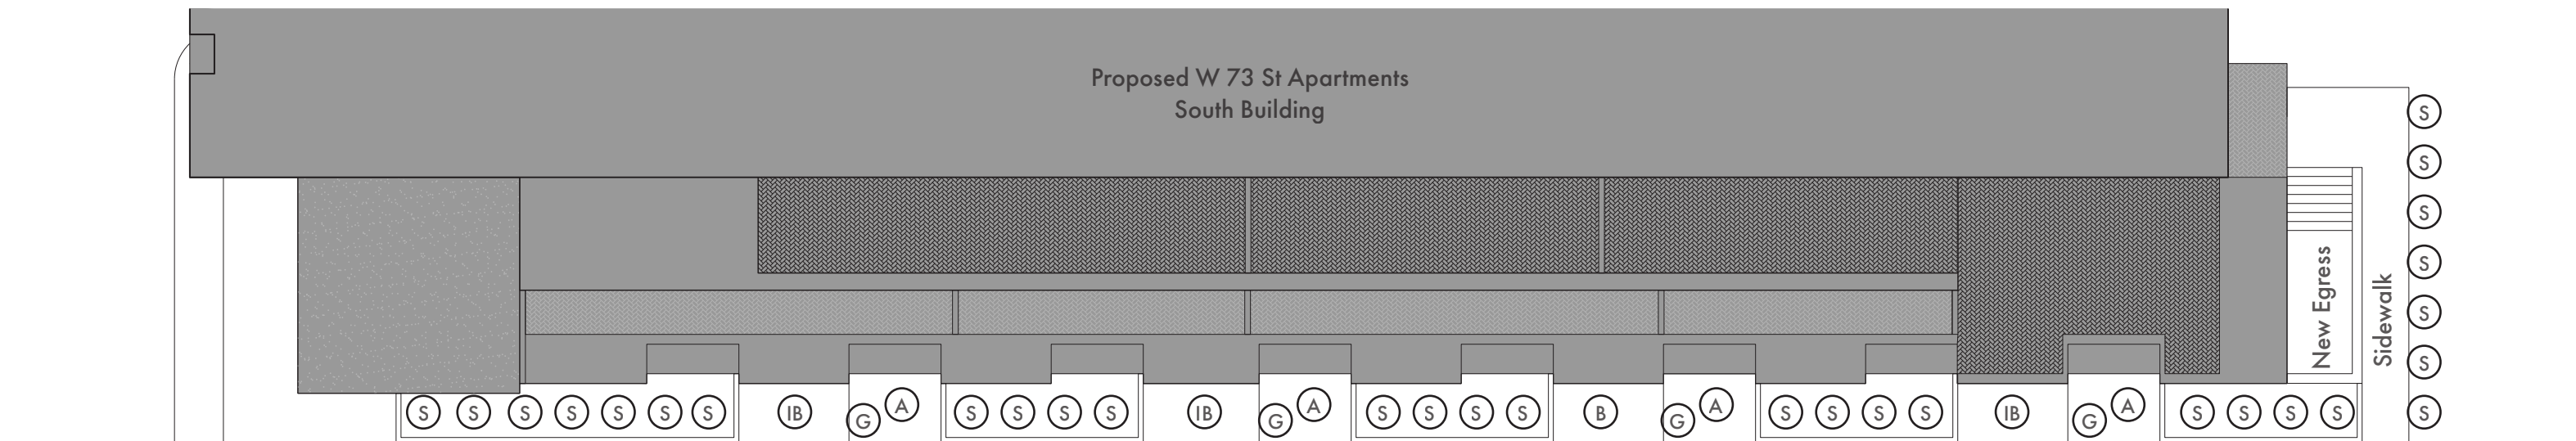 Proposed W 73 St Apartments
South Building
S
S
S
S
S
S
S
New Egress
Sidewalk
S S S S S S S IB G A S S S S IB G A S S S S B G A S S S S IB G A S S S S